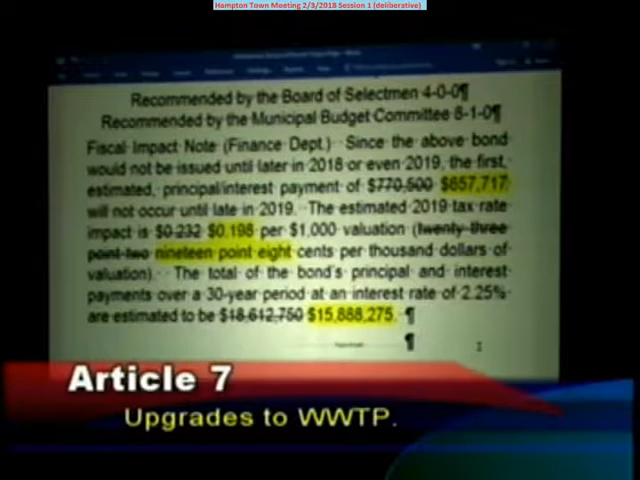 Hampton Town Meeting 2/3/2018 Session 1 (deliberative)
Recommended by the Board of Selectmen 4-0-0¶
Recommended by the Municipal Budget Committee 8-1-0¶
Fiscal Impact Note (Finance Dept.) Since the above bond
would not be issued until later in 2018 or even 2019, the first,
estimated, principal/interest payment of $770,500 $657,717
will not occur until late in 2019. The estimated 2019 tax rate
impact is $0.232 $0.198 per $1,000 valuation (twenty three
point two nineteen point eight cents per thousand dollars of
valuation). The total of the bond's principal and interest
payments over a 30-year period at an interest rate of 2.25%
are estimated to be $18,612,750 $15,888,275. ¶
¶
Article 7
Upgrades to WWTP.